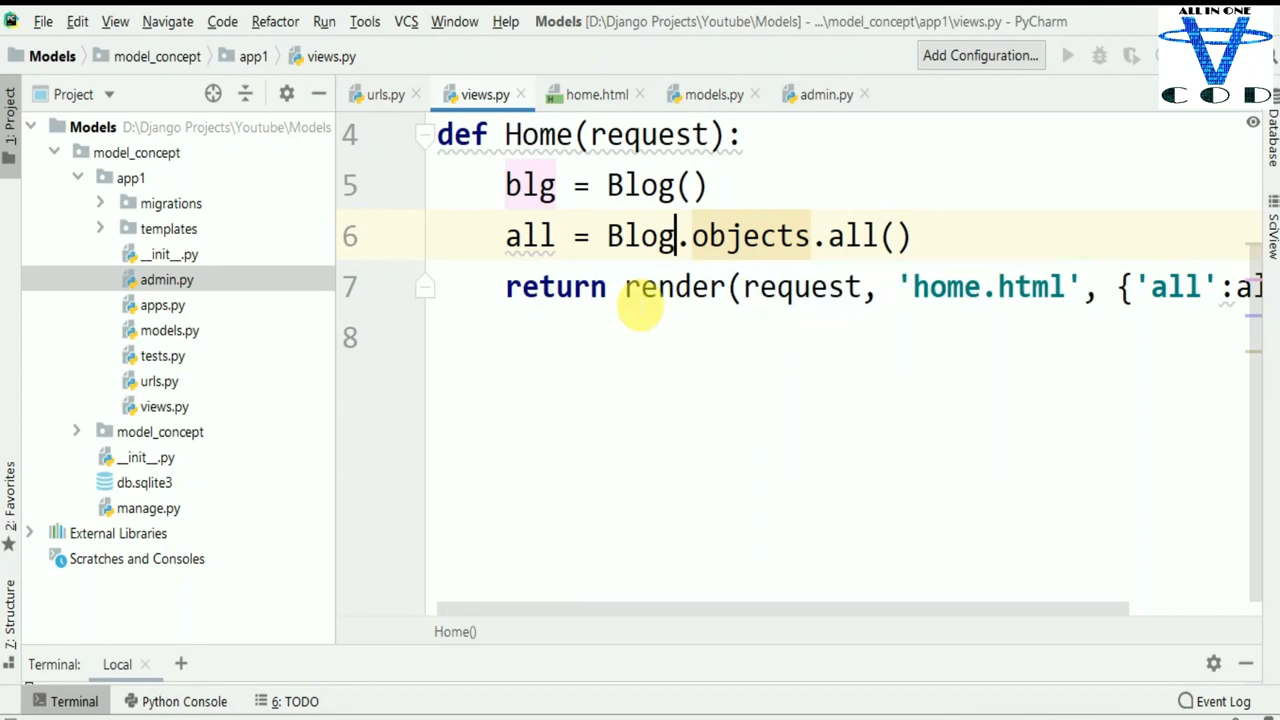 File Edit View Navigate Code Refactor Run Tools VCS Window Help Models [D:\Django Projects\Youtube\Models] - ...\model_concept\app1\views.py - PyCharm
ALL IN ONE
COD
Models model_concept app1 views.py Add Configuration...
Project urls.py views.py home.html models.py admin.py
1: Project
Models D:\Django Projects\Youtube\Models
model_concept
app1
migrations
templates
__init__.py
admin.py
apps.py
models.py
tests.py
urls.py
views.py
model_concept
__init__.py
db.sqlite3
manage.py
External Libraries
Scratches and Consoles
4 def Home(request):
5 blg = Blog()
6 all = Blog.objects.all()
7 return render(request, 'home.html', {'all':al
8
Home()
Database
SciView
2: Favorites
Z: Structure
Terminal: Local
Terminal Python Console 6: TODO Event Log